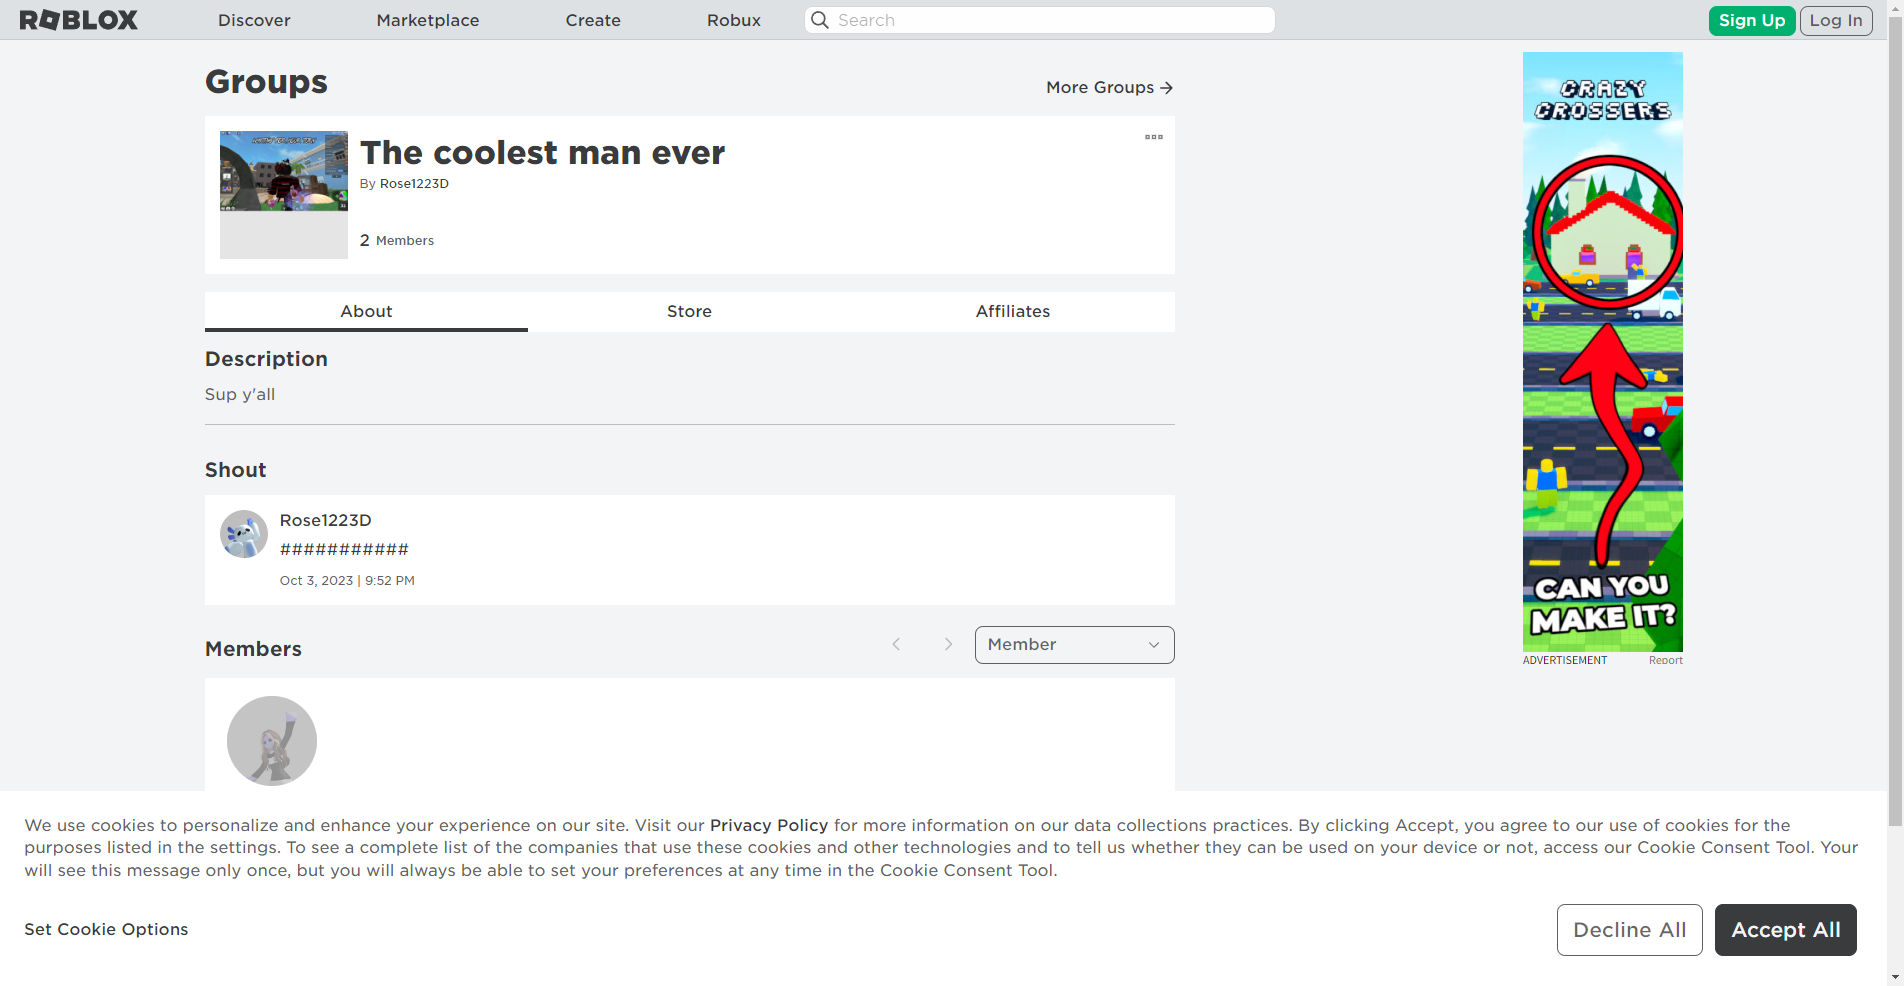 ROBLOX
Discover
Marketplace
Create
Robux
Search
Sign Up
Log In
Groups
More Groups
The coolest man ever
By Rose1223D
2 Members
About
Store
Affiliates
Description
Sup y'all
Shout
Rose1223D
###########
Oct 3, 2023 | 9:52 PM
Members
Member
CRAZY
CROSSERS
CAN YOU
MAKE IT?
ADVERTISEMENT
Report
We use cookies to personalize and enhance your experience on our site. Visit our Privacy Policy for more information on our data collections practices. By clicking Accept, you agree to our use of cookies for the
purposes listed in the settings. To see a complete list of the companies that use these cookies and other technologies and to tell us whether they can be used on your device or not, access our Cookie Consent Tool. Your
will see this message only once, but you will always be able to set your preferences at any time in the Cookie Consent Tool.
Set Cookie Options
Decline All
Accept All